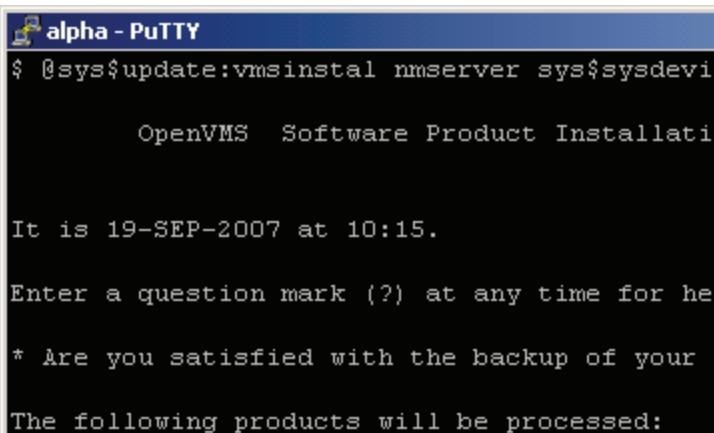 alpha - PuTTY
$ @sys$update:vmsinstal nmserver sys$sysdevi
OpenVMS Software Product Installati
It is 19-SEP-2007 at 10:15.
Enter a question mark (?) at any time for he
* Are you satisfied with the backup of your
The following products will be processed: